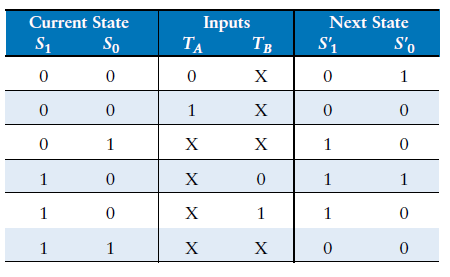 Current State Inputs Next State
S1 S0 TA TB S'1 S'0
0 0 0 X 0 1
0 0 1 X 0 0
0 1 X X 1 0
1 0 X 0 1 1
1 0 X 1 1 0
1 1 X X 0 0